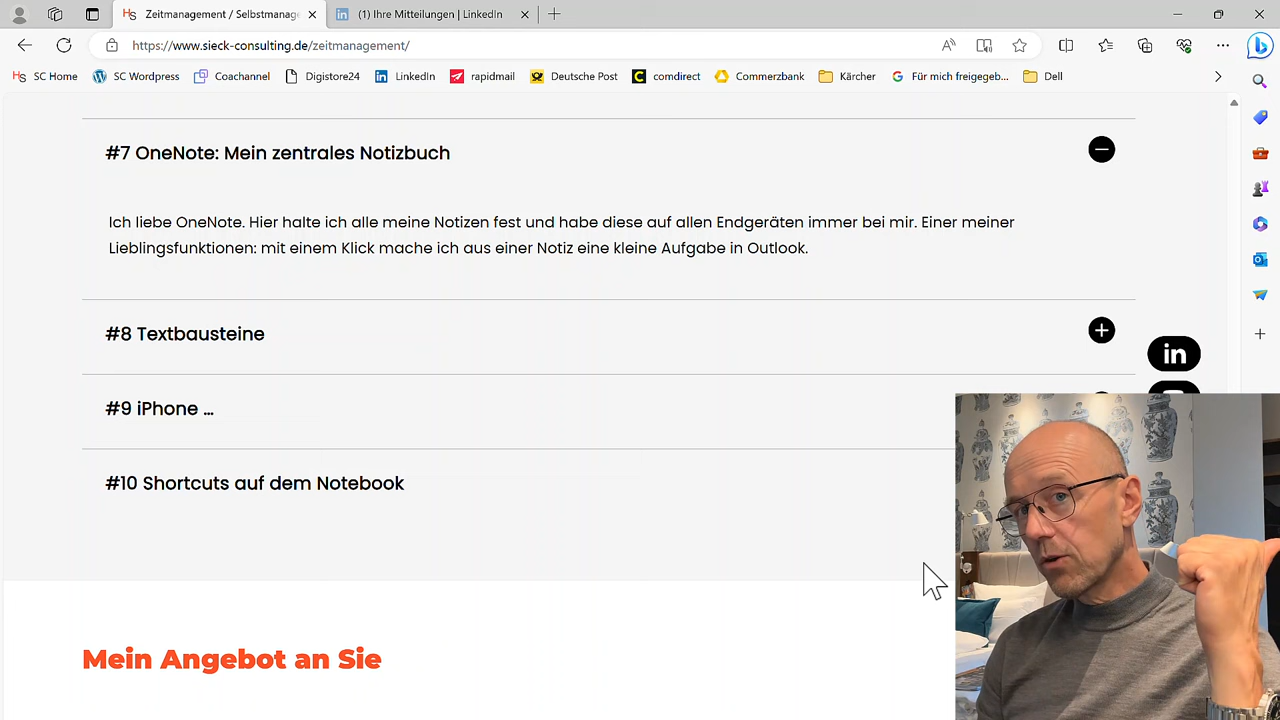 Zeitmanagement / Selbstmanage
(1) Ihre Mitteilungen | LinkedIn
https://www.sieck-consulting.de/zeitmanagement/
SC Home
SC Wordpress
Coachannel
Digistore24
LinkedIn
rapidmail
Deutsche Post
comdirect
Commerzbank
Kärcher
Für mich freigegeb...
Dell
#7 OneNote: Mein zentrales Notizbuch
Ich liebe OneNote. Hier halte ich alle meine Notizen fest und habe diese auf allen Endgeräten immer bei mir. Einer meiner
Lieblingsfunktionen: mit einem Klick mache ich aus einer Notiz eine kleine Aufgabe in Outlook.
#8 Textbausteine
in
#9 iPhone ...
#10 Shortcuts auf dem Notebook
Mein Angebot an Sie